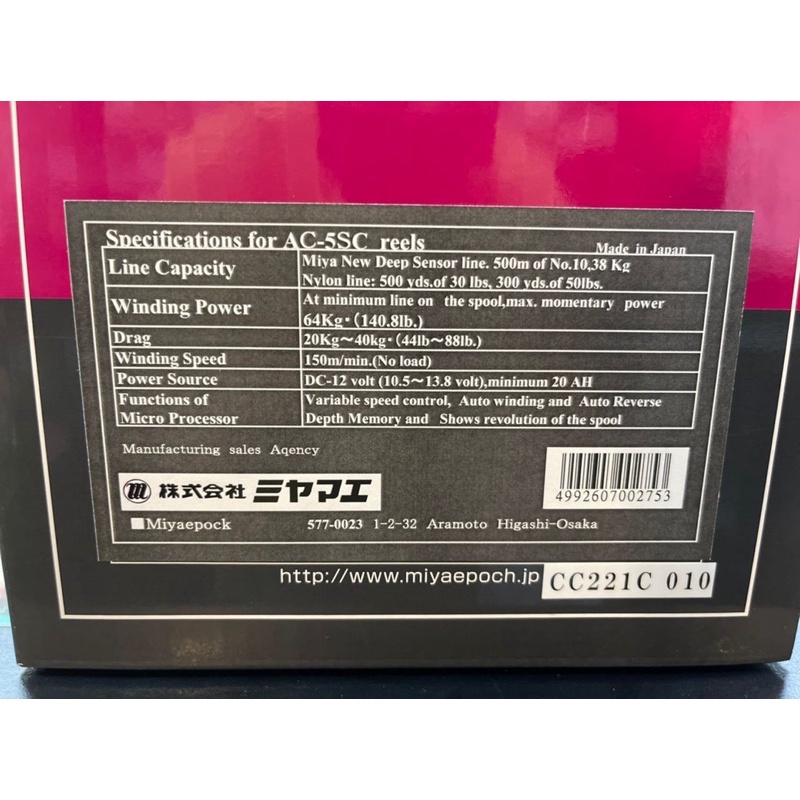 Specifications for AC-5SC reels
Made in Japan
Line Capacity
Miya New Deep Sensor line. 500m of No.10,38 Kg
Nylon line: 500 yds.of 30 lbs, 300 yds.of 50lbs.
Winding Power
At minimum line on the spool,max. momentary power
64Kg・(140.8lb.)
Drag
20Kg～40kg・(44lb～88lb.)
Winding Speed
150m/min.(No load)
Power Source
DC-12 volt (10.5～13.8 volt),minimum 20 AH
Functions of
Micro Processor
Variable speed control, Auto winding and Auto Reverse
Depth Memory and Shows revolution of the spool
Manufacturing sales Aqency
株式会社 ミヤマエ
4992607002753
■Miyaepock 577-0023 1-2-32 Aramoto Higashi-Osaka
http://www.miyaepoch.jp
CC221C 010